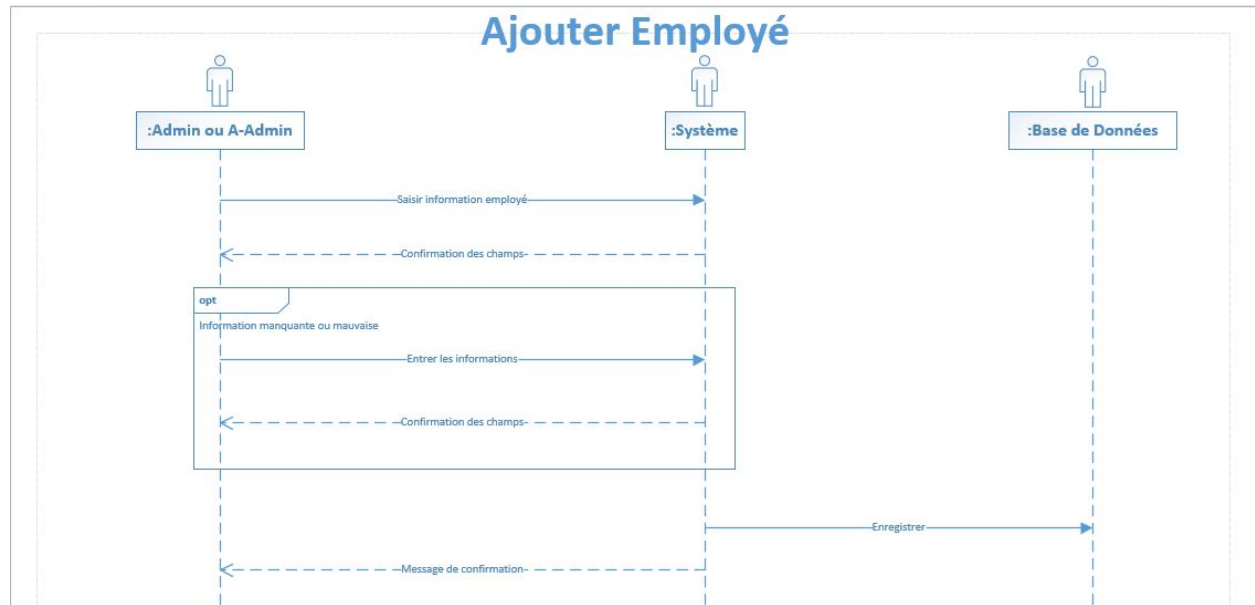 Ajouter Employé
:Admin ou A-Admin
:Système
:Base de Données
Saisir information employé
Confirmation des champs
opt
Information manquante ou mauvaise
Entrer les informations
Confirmation des champs
Enregistrer
Message de confirmation